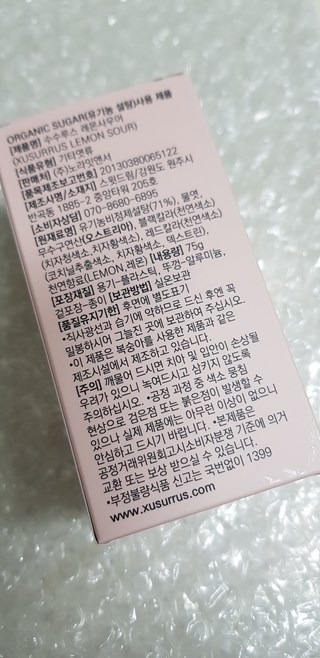 ORGANIC SUGAR(유기농 설탕)사용 제품
[제품명] 수수루스 레몬사우어
(XUSURRUS LEMON SOUR)
[식품유형] 기타엿류
[판매처] (주)노라잇앤서
[품목제조보고번호] 20130380065122
[제조사명/소재지] 스윗드림/강원도 원주시
반곡동 1885-2 중앙타워 205호
[소비자상담] 070-8680-6895
[원재료명] 유기농비정제설탕(71%), 물엿,
무수구연산(오스트리아), 블랙칼라(천연색소)
(치자청색소, 치자황색소), 레드칼라(천연색소)
(코치닐추출색소, 치자황색소, 덱스트린),
천연향료(LEMON,레몬) [내용량] 75g
[포장재질] 용기-플라스틱, 뚜껑-알루미늄,
겉포장-종이 [보관방법] 실온보관
[품질유지기한] 후면에 별도표기
•직사광선과 습기에 약하므로 드신 후엔 꼭
밀봉하시어 그늘진 곳에 보관하여 주십시오.
•이 제품은 복숭아를 사용한 제품과 같은
제조시설에서 제조하고 있습니다.
[주의] 깨물어 드시면 치아 및 입안이 손상될
우려가 있으니 녹여드시고 삼키지 않도록
주의하십시오. •공정 과정 중 색소 뭉침
현상으로 검은점 또는 붉은점이 발생할 수
있으나 실제 제품에는 아무런 이상이 없으니
안심하고 드시기 바랍니다. •본제품은
공정거래위원회고시소비자분쟁 기준에 의거
교환 또는 보상 받으실 수 있습니다.
•부정불량식품 신고는 국번없이 1399
www.xusurrus.com